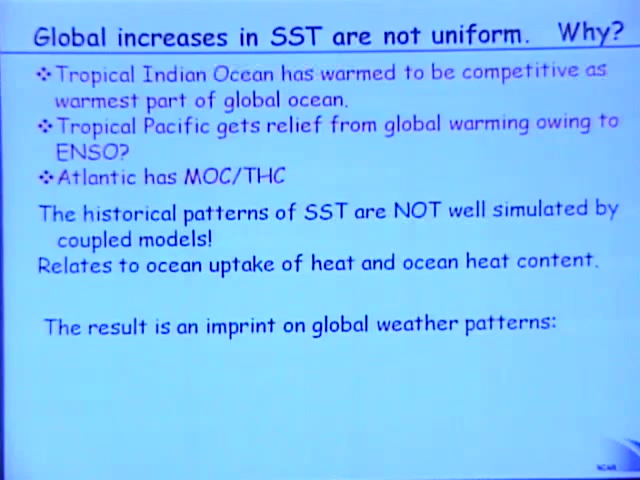 Global increases in SST are not uniform. Why?
Tropical Indian Ocean has warmed to be competitive as
warmest part of global ocean.
Tropical Pacific gets relief from global warming owing to
ENSO?
Atlantic has MOC/THC
The historical patterns of SST are NOT well simulated by
coupled models!
Relates to ocean uptake of heat and ocean heat content.
The result is an imprint on global weather patterns:
NCAR